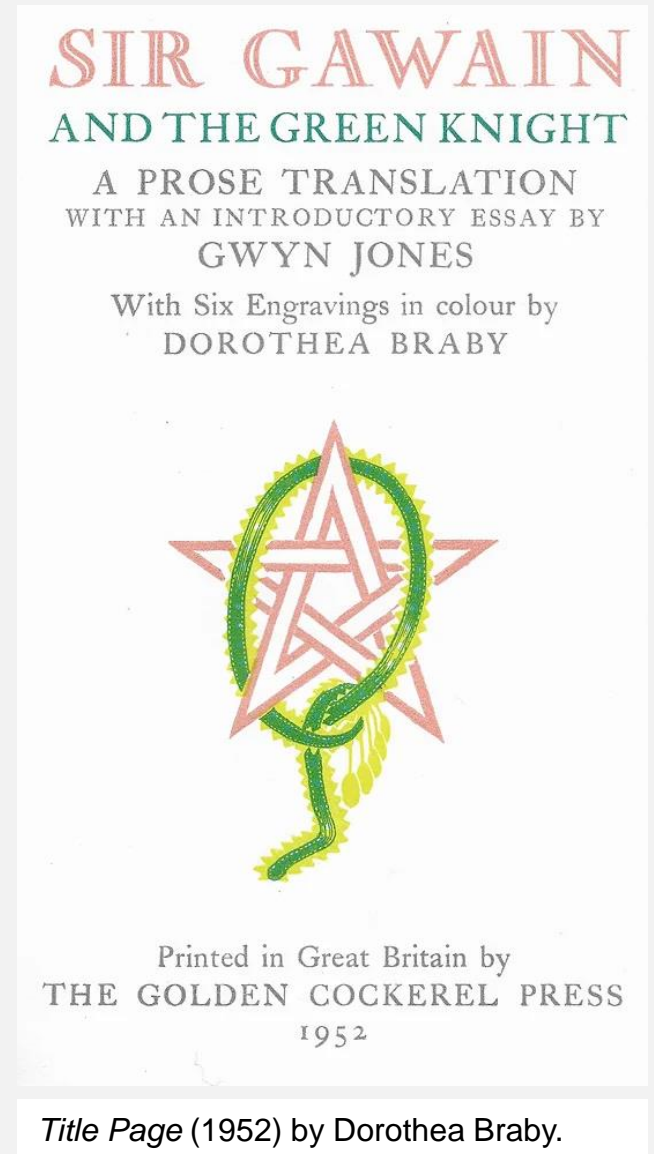 SIR GAWAIN
AND THE GREEN KNIGHT
A PROSE TRANSLATION
WITH AN INTRODUCTORY ESSAY BY
GWYN JONES
With Six Engravings in colour by
DOROTHEA BRABY
Printed in Great Britain by
THE GOLDEN COCKEREL PRESS
1952
Title Page (1952) by Dorothea Braby.